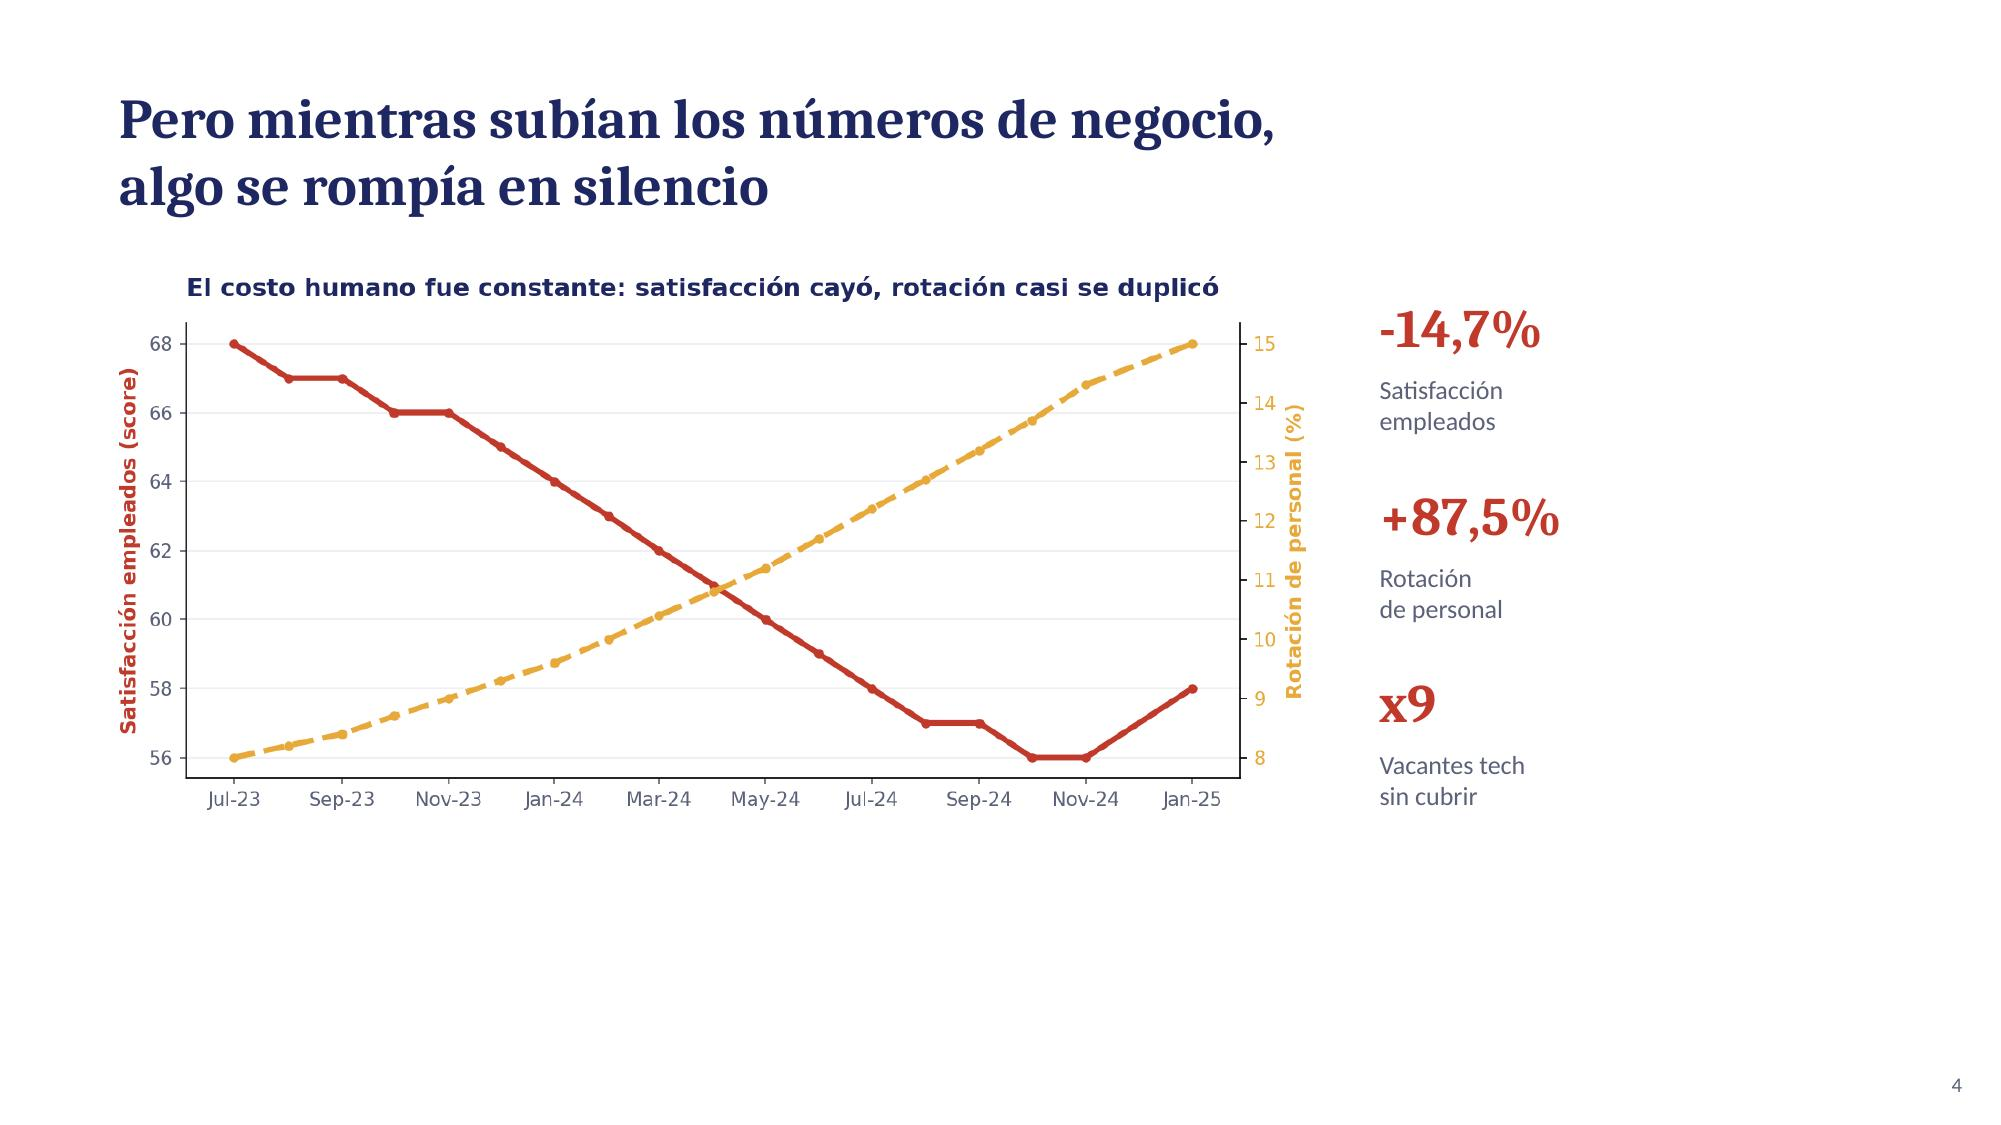 Pero mientras subían los números de negocio,
algo se rompía en silencio
El costo humano fue constante: satisfacción cayó, rotación casi se duplicó
Satisfacción empleados (score)
68
66
64
62
60
58
56
Jul-23
Sep-23
Nov-23
Jan-24
Mar-24
May-24
Jul-24
Sep-24
Nov-24
Jan-25
15
14
13
12
11
10
9
8
Rotación de personal (%)
-14,7%
Satisfacción
empleados
+87,5%
Rotación
de personal
x9
Vacantes tech
sin cubrir
4